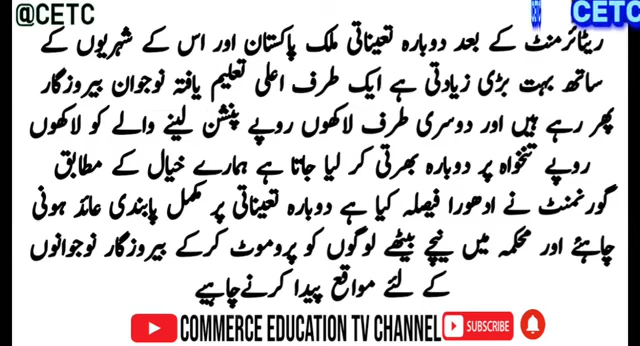 @CETC
CETC
ریٹائرمنٹ کے بعد دوبارہ تعیناتی ملک پاکستان اور اس کے شہریوں کے
ساتھ بہت بڑی زیادتی ہے ایک طرف اعلی تعلیم یافتہ نوجوان بیروزگار
پھر رہے ہیں اور دوسری طرف لاکھوں روپے پنشن لینے والے کو لاکھوں
روپے تنخواہ پر دوبارہ بھرتی کر لیا جاتا ہے ہمارے خیال کے مطابق
گورنمنٹ نے ادھورا فیصلہ کیا ہے دوبارہ تعیناتی پر مکمل پابندی عائد ہونی
چاہئے اور محکمہ میں نیچے بیٹھے لوگوں کو پروموٹ کرکے بیروزگار نوجوانوں
کے لئے مواقع پیدا کرنے چاہیے
COMMERCE EDUCATION TV CHANNEL SUBSCRIBE